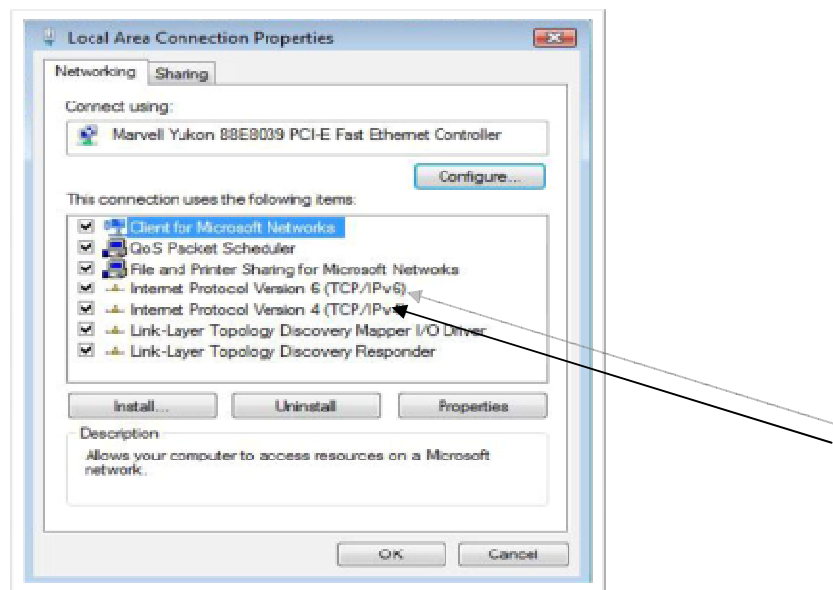 Local Area Connection Properties
Networking Sharing
Connect using:
Marvell Yukon 88E8039 PCI-E Fast Ethernet Controller
Configure...
This connection uses the following items:
Client for Microsoft Networks
QoS Packet Scheduler
File and Printer Sharing for Microsoft Networks
Internet Protocol Version 6 (TCP/IPv6)
Internet Protocol Version 4 (TCP/IPv
Link-Layer Topology Discovery Mapper I/O Driver
Link-Layer Topology Discovery Responder
Install... Uninstall Properties
Description
Allows your computer to access resources on a Microsoft
network.
OK Cancel